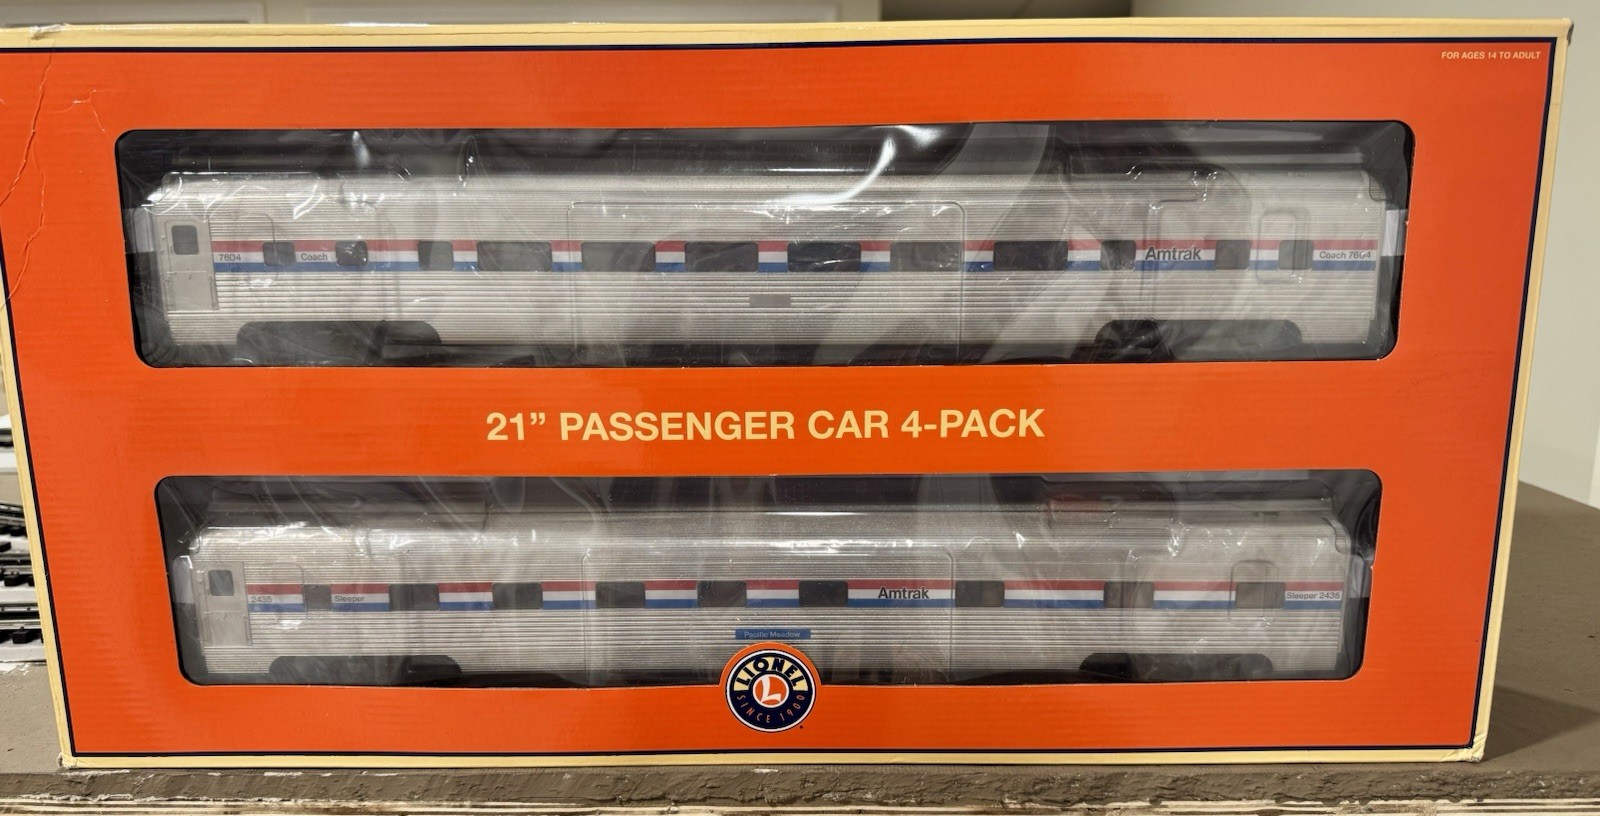 FOR AGES 14 TO ADULT
7604 Coach Amtrak Coach 7604
21" PASSENGER CAR 4-PACK
2435 Sleeper Amtrak Sleeper 2435
Pacific Meadow
LIONEL
L
SINCE 1900